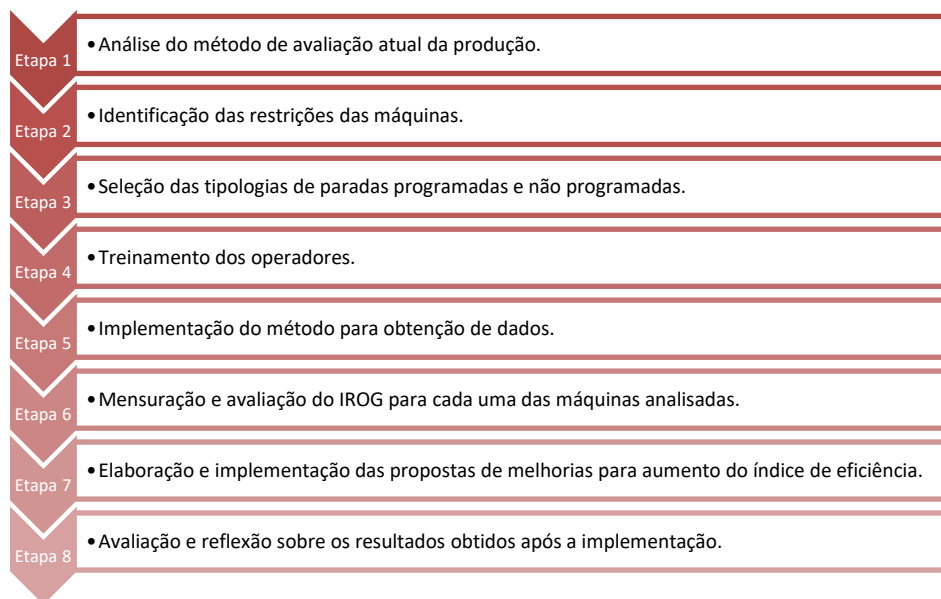 Etapa 1
•Análise do método de avaliação atual da produção.
Etapa 2
•Identificação das restrições das máquinas.
Etapa 3
•Seleção das tipologias de paradas programadas e não programadas.
Etapa 4
•Treinamento dos operadores.
Etapa 5
•Implementação do método para obtenção de dados.
Etapa 6
•Mensuração e avaliação do IROG para cada uma das máquinas analisadas.
Etapa 7
•Elaboração e implementação das propostas de melhorias para aumento do índice de eficiência.
Etapa 8
•Avaliação e reflexão sobre os resultados obtidos após a implementação.